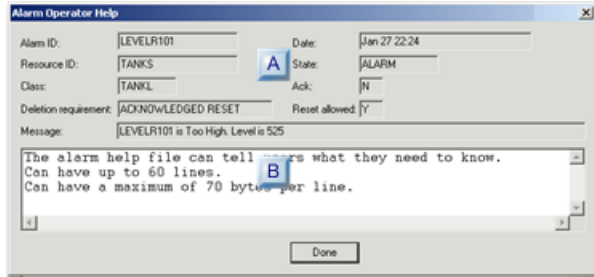 Alarm Operator Help
Alarm ID: LEVELR101 Date: Jan 27 22:24
Resource ID: TANKS A State: ALARM
Class: TANKL Ack: N
Deletion requirement: ACKNOWLEDGED RESET Reset allowed: Y
Message: LEVELR101 is Too High. Level is 525
The alarm help file can tell users what they need to know.
Can have up to 60 lines. B
Can have a maximum of 70 bytes per line.
Done